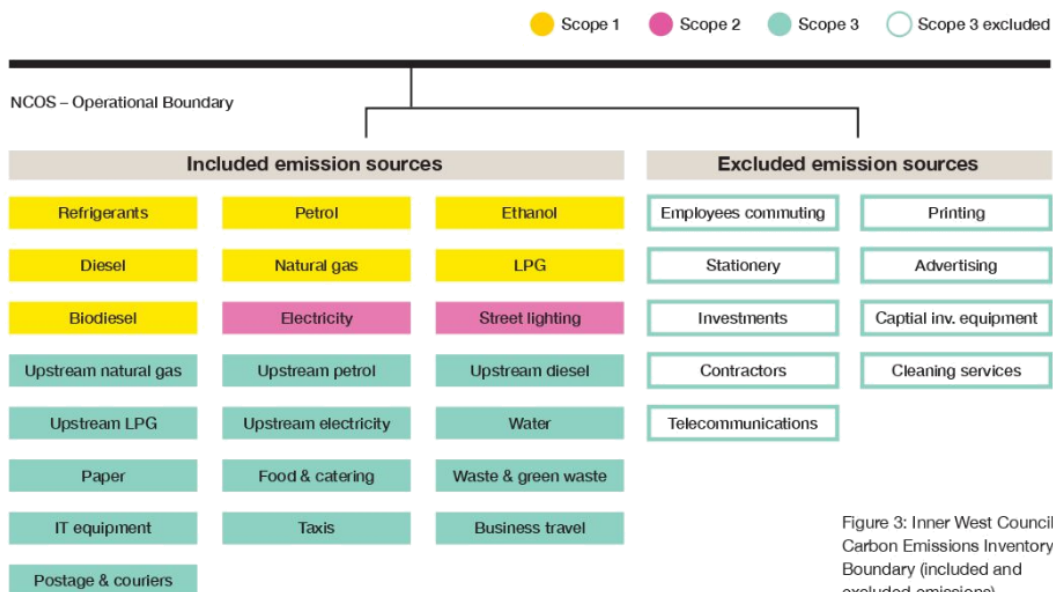 Scope 1 Scope 2 Scope 3 Scope 3 excluded
NCOS – Operational Boundary
Included emission sources Excluded emission sources
Refrigerants Petrol Ethanol Employees commuting Printing
Diesel Natural gas LPG Stationery Advertising
Biodiesel Electricity Street lighting Investments Captial inv. equipment
Upstream natural gas Upstream petrol Upstream diesel Contractors Cleaning services
Upstream LPG Upstream electricity Water Telecommunications
Paper Food & catering Waste & green waste
IT equipment Taxis Business travel
Postage & couriers
Figure 3: Inner West Council
Carbon Emissions Inventory
Boundary (included and
excluded emissions)